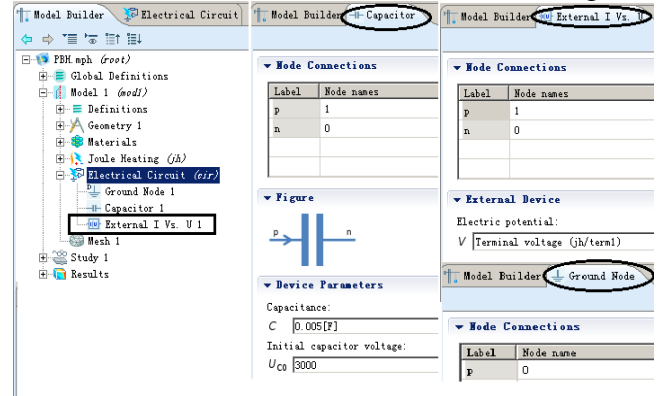 Model Builder Electrical Circuit
PBH.mph (root)
Global Definitions
Model 1 (mod1)
Definitions
Geometry 1
Materials
Joule Heating (jh)
Electrical Circuit (cir)
Ground Node 1
Capacitor 1
External I Vs. U 1
Mesh 1
Study 1
Results
Model Builder Capacitor
Node Connections
Label Node names
p 1
n 0
Figure
p n
Device Parameters
Capacitance:
C 0.005[F]
Initial capacitor voltage:
U_C0 3000
Model Builder External I Vs. U
Node Connections
Label Node names
p 1
n 0
External Device
Electric potential:
V Terminal voltage (jh/term1)
Model Builder Ground Node
Node Connections
Label Node name
p 0